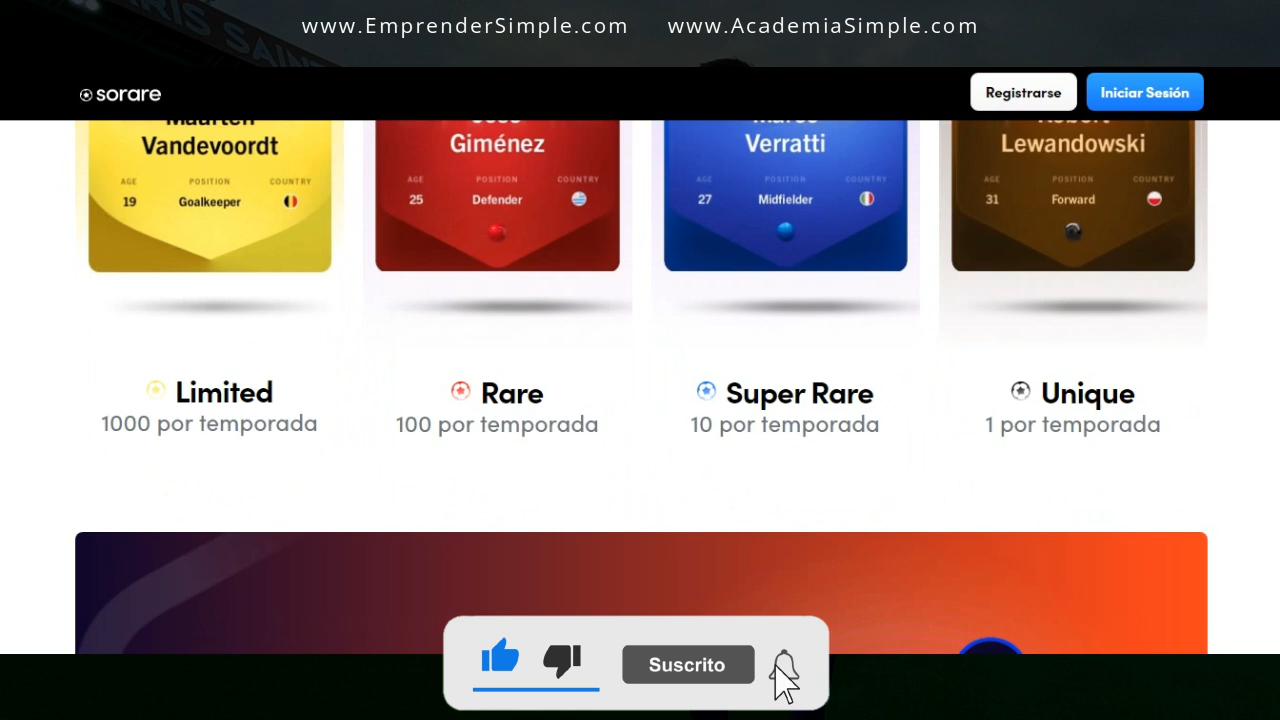 www.EmprenderSimple.com www.AcademiaSimple.com
sorare
Registrarse
Iniciar Sesión
Vandevoordt
AGE POSITION COUNTRY
19 Goalkeeper
Giménez
AGE POSITION COUNTRY
25 Defender
Verratti
AGE POSITION COUNTRY
27 Midfielder
Lewandowski
AGE POSITION COUNTRY
31 Forward
Limited
1000 por temporada
Rare
100 por temporada
Super Rare
10 por temporada
Unique
1 por temporada
Suscrito